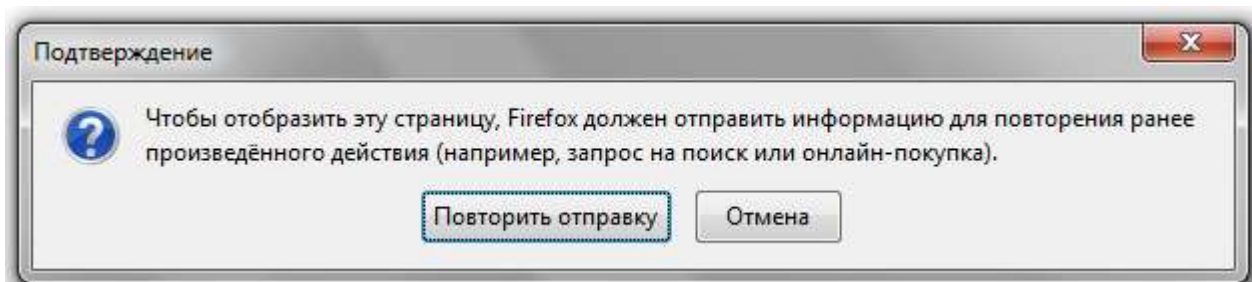 Подтверждение
Чтобы отобразить эту страницу, Firefox должен отправить информацию для повторения ранее
произведённого действия (например, запрос на поиск или онлайн-покупка).
Повторить отправку Отмена